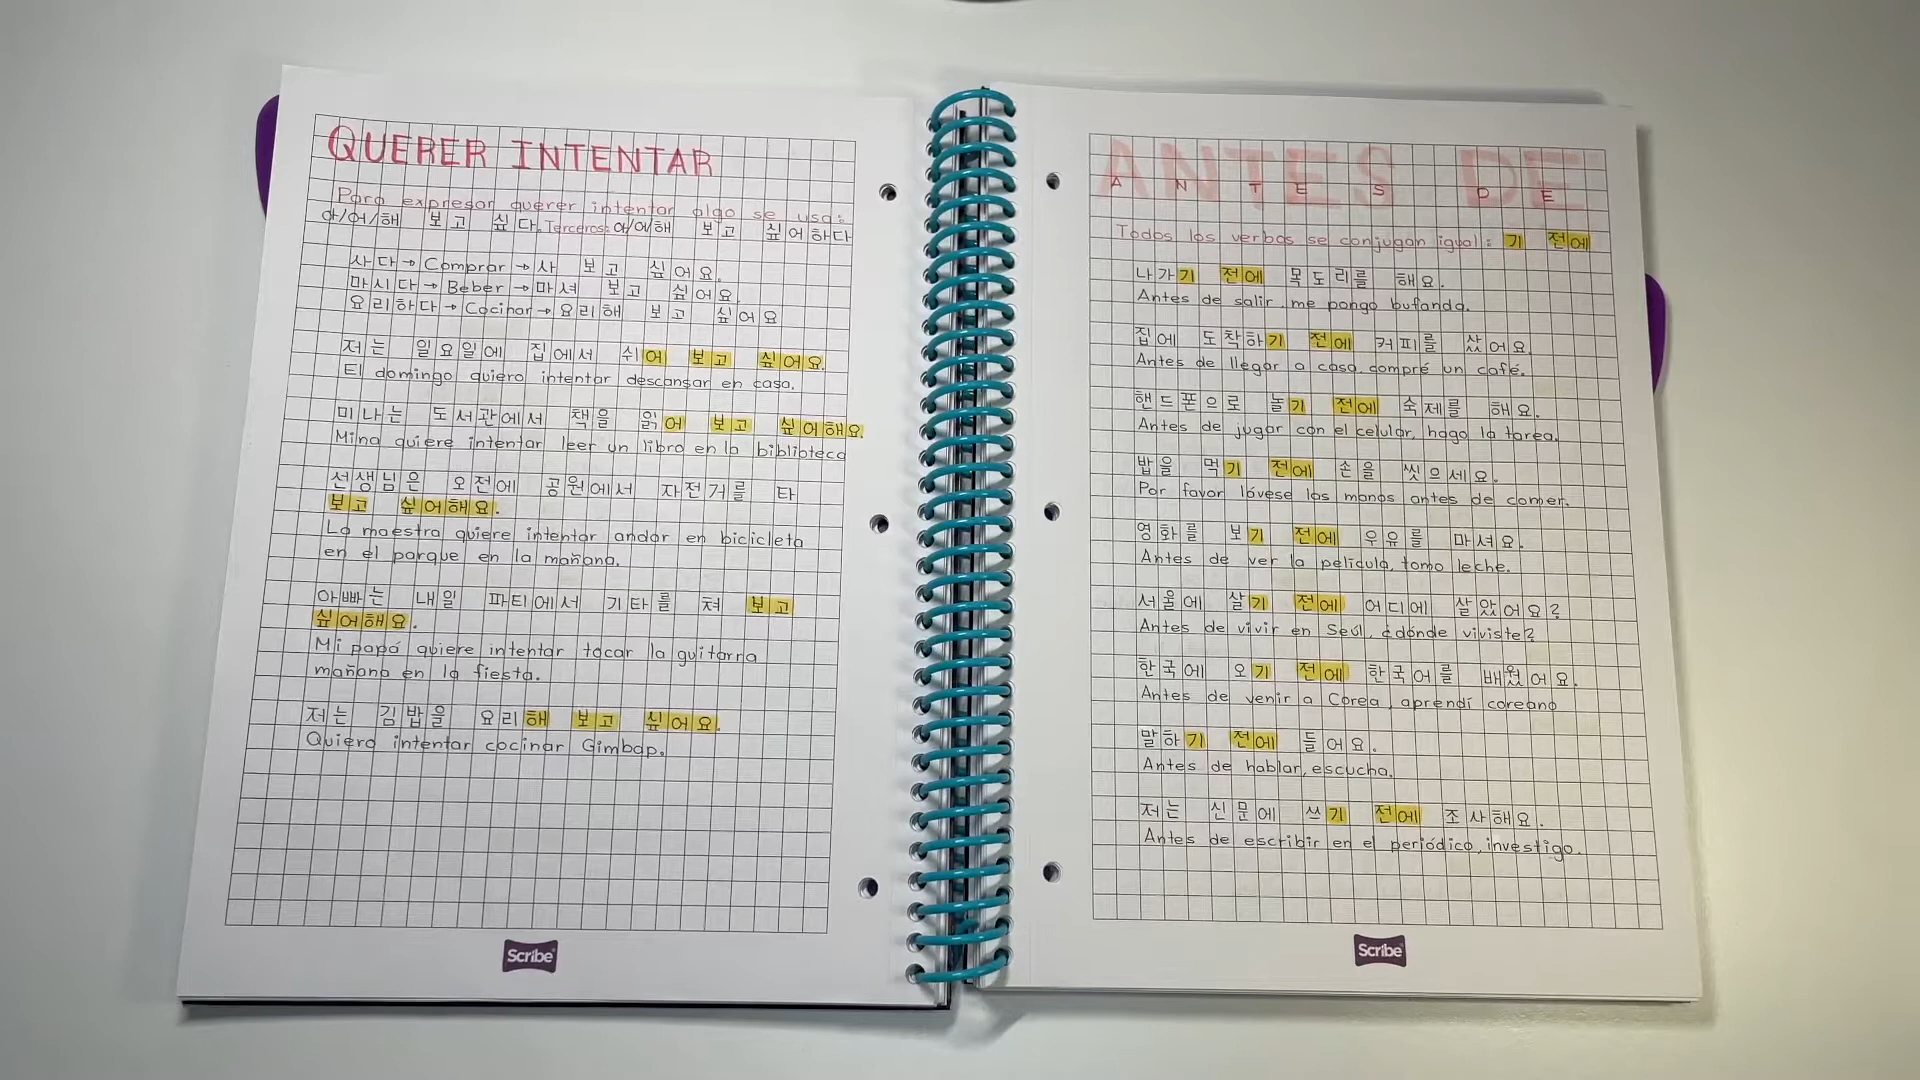 QUERER INTENTAR
Para expresar querer intentar algo se usa:
아/어/해 보고 싶다. Terceros: 아/어/해 보고 싶어하다
사다→Comprar→사 보고 싶어요.
마시다→Beber→마셔 보고 싶어요.
요리하다→Cocinar→요리해 보고 싶어요
저는 일요일에 집에서 쉬어 보고 싶어요.
El domingo quiero intentar descansar en casa.
미나는 도서관에서 책을 읽어 보고 싶어해요.
Mina quiere intentar leer un libro en la biblioteca
선생님은 오전에 공원에서 자전거를 타
보고 싶어해요.
La maestra quiere intentar andar en bicicleta
en el parque en la mañana.
아빠는 내일 파티에서 기타를 쳐 보고
싶어해요.
Mi papá quiere intentar tocar la guitarra
mañana en la fiesta.
저는 김밥을 요리해 보고 싶어요.
Quiero intentar cocinar Gimbap.
Scribe
ANTES DE
A N T E S D E
Todos los verbos se conjugan igual: 기 전에
나가기 전에 목도리를 해요.
Antes de salir, me pongo bufanda.
집에 도착하기 전에 커피를 샀어요.
Antes de llegar a casa, compré un café.
핸드폰으로 놀기 전에 숙제를 해요.
Antes de jugar con el celular, hago la tarea.
밥을 먹기 전에 손을 씻으세요.
Por favor lávese las manos antes de comer.
영화를 보기 전에 우유를 마셔요.
Antes de ver la película, tomo leche.
서울에 살기 전에 어디에 살았어요?
Antes de vivir en Seúl, ¿dónde viviste?
한국에 오기 전에 한국어를 배웠어요.
Antes de venir a Corea, aprendí coreano
말하기 전에 들어요.
Antes de hablar, escucha.
저는 신문에 쓰기 전에 조사해요.
Antes de escribir en el periódico, investigo.
Scribe